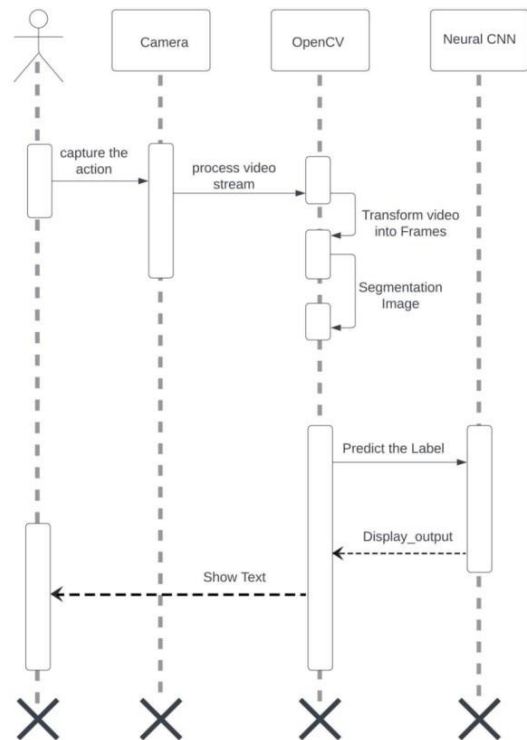 Camera
OpenCV
Neural CNN
capture the
action
process video
stream
Transform video
into Frames
Segmentation
Image
Predict the Label
Display_output
Show Text